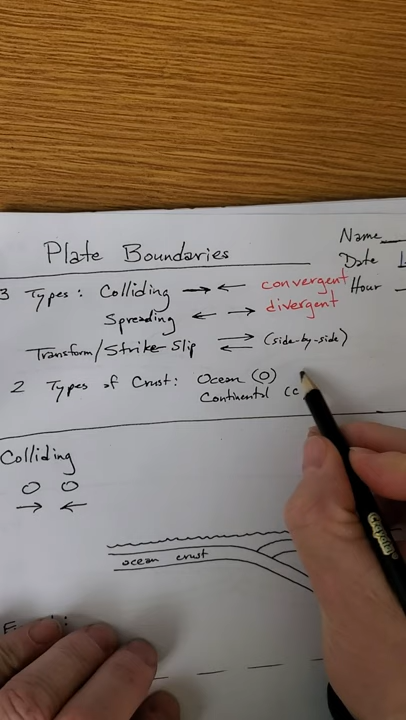 Name
Plate Boundaries
Date L
3 Types: Colliding → ← convergent
Hour
Spreading ← → divergent
Transform/Strike-Slip → ← (side-by-side)
2 Types of Crust: Ocean (O)
Continental (c
Colliding
O O
→ ←
ocean crust